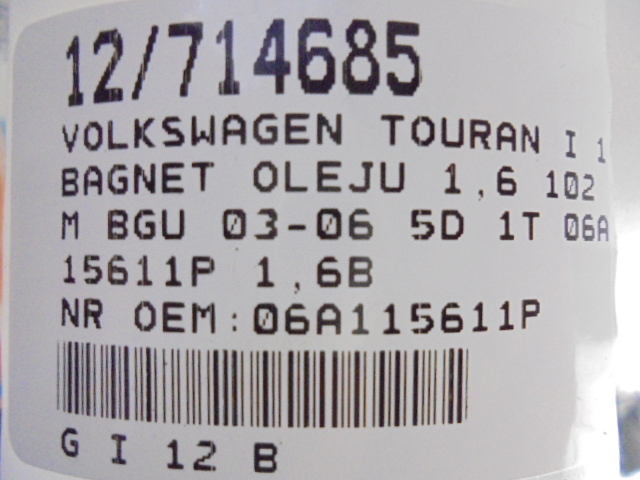 12/714685
VOLKSWAGEN TOURAN I 1
BAGNET OLEJU 1,6 102
M BGU 03-06 5D 1T 06A
15611P 1,6B
NR OEM:06A115611P
G I 12 B